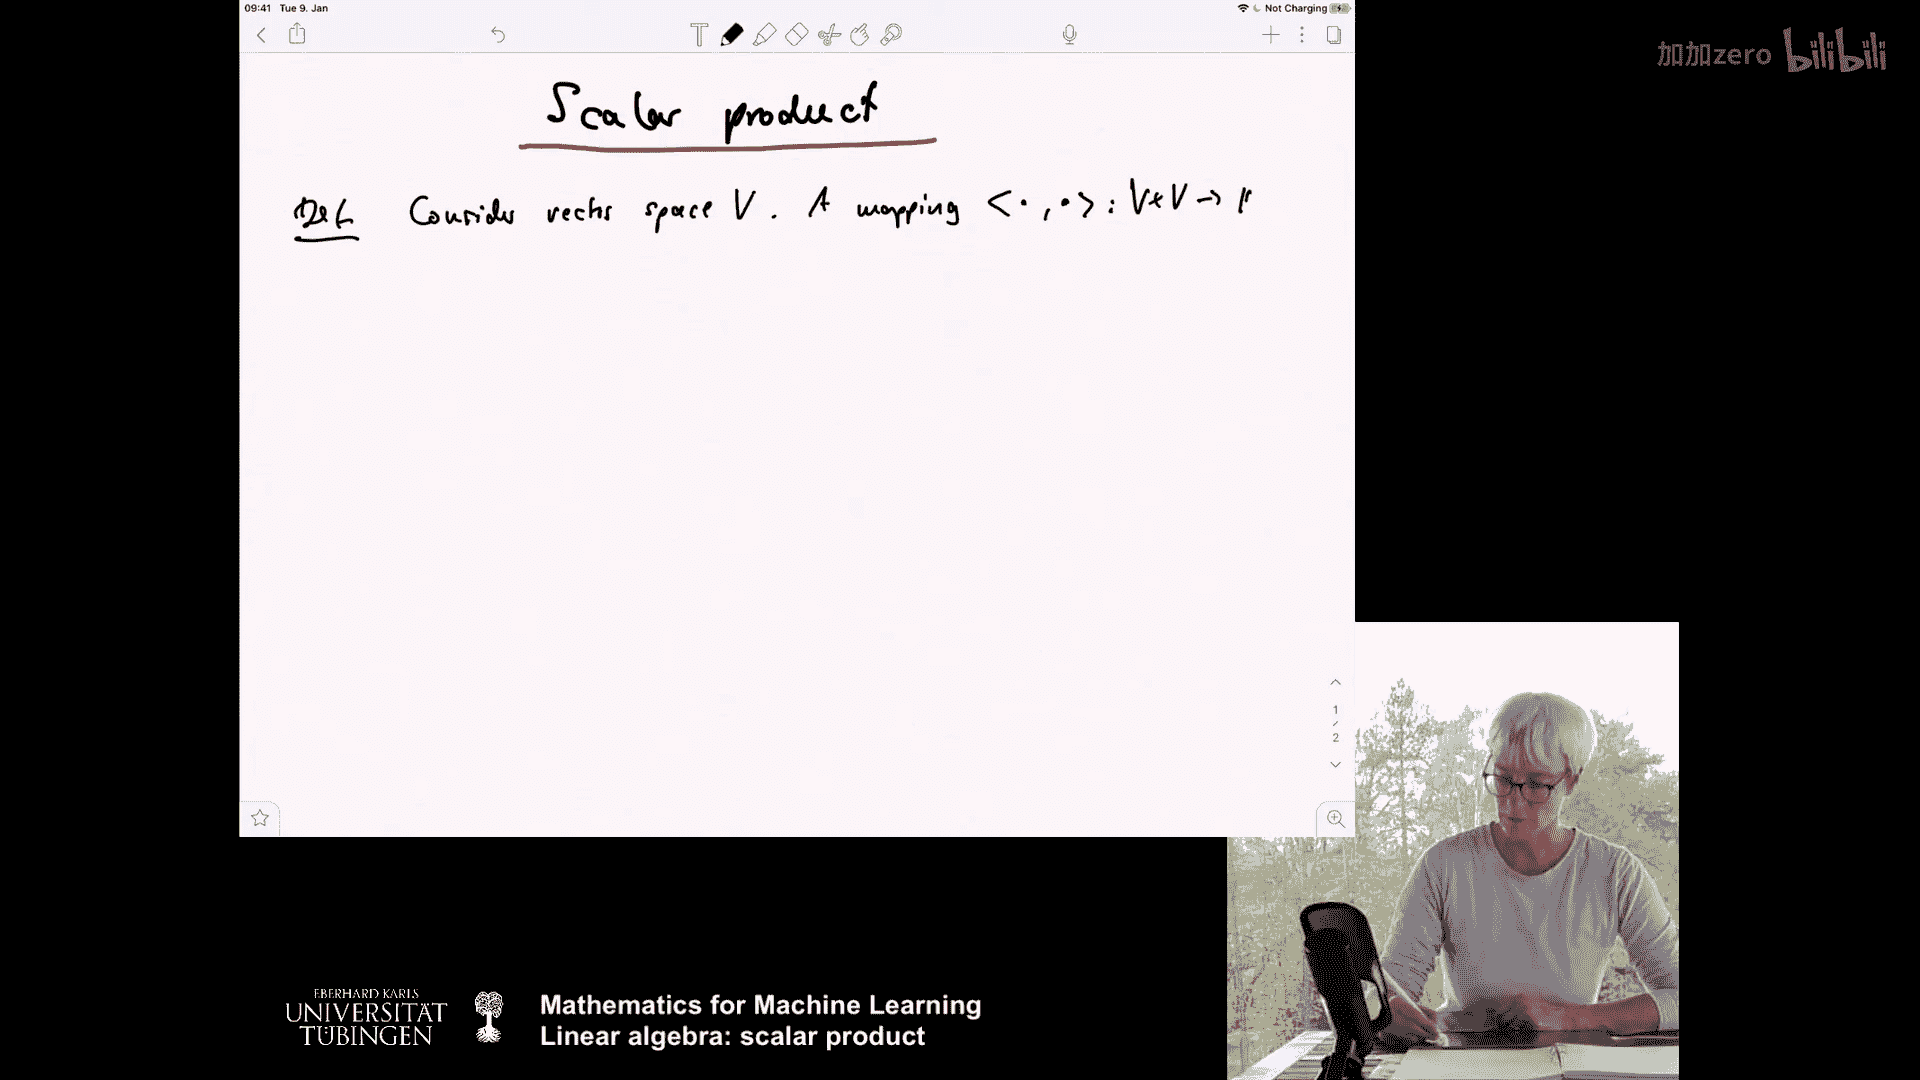 09:41 Tue 9. Jan
Not Charging
加加zero bilibili
T
Scalar product
Def Consider vector space V. A mapping <·,·>: V×V →
1
/
2
EBERHARD KARLS
UNIVERSITÄT
TÜBINGEN
Mathematics for Machine Learning
Linear algebra: scalar product